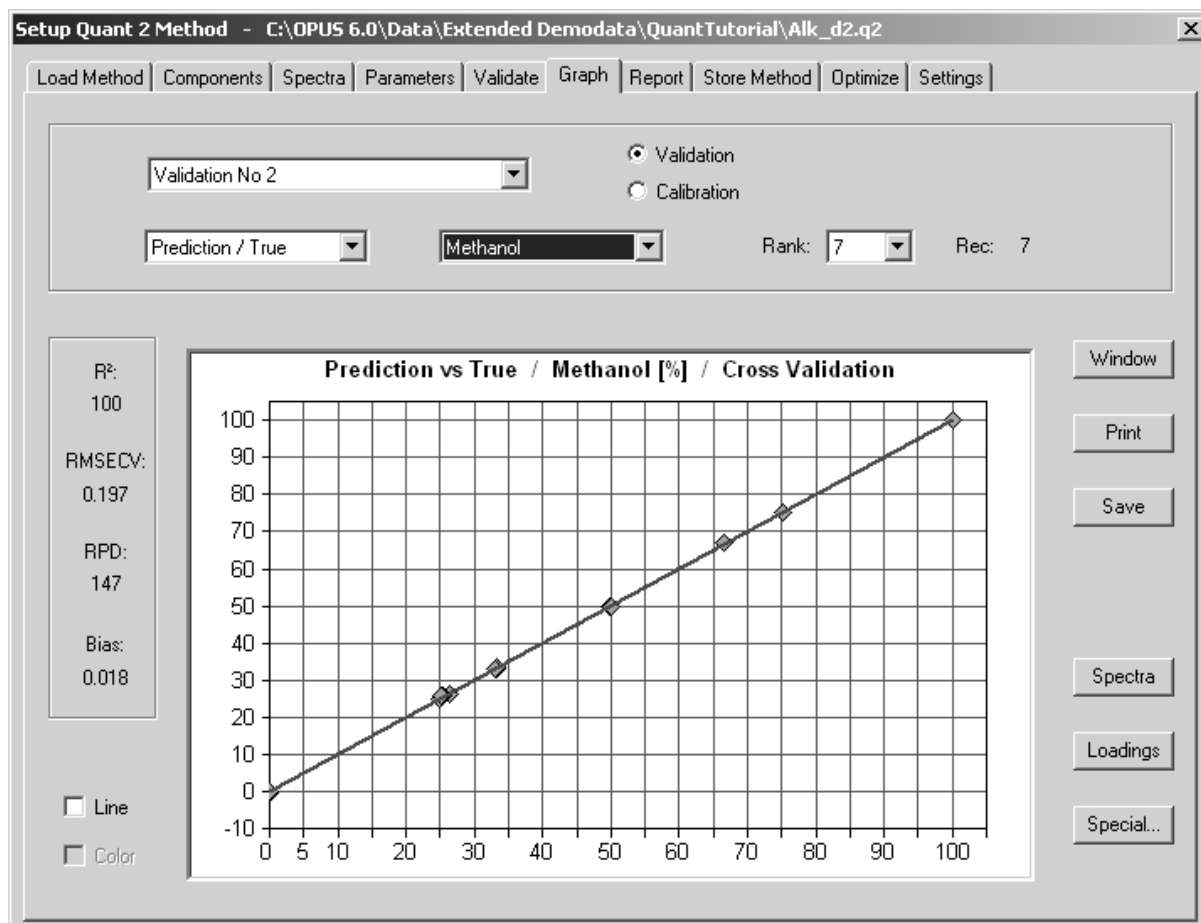 Setup Quant 2 Method - C:\OPUS 6.0\Data\Extended Demodata\QuantTutorial\Alk_d2.q2
Load Method Components Spectra Parameters Validate Graph Report Store Method Optimize Settings
Validation No 2
Validation
Calibration
Prediction / True
Methanol
Rank: 7
Rec: 7
R²:
100
RMSECV:
0.197
RPD:
147
Bias:
0.018
Line
Color
Prediction vs True / Methanol [%] / Cross Validation
100
90
80
70
60
50
40
30
20
10
0
-10
0 5 10 20 30 40 50 60 70 80 90 100
Window
Print
Save
Spectra
Loadings
Special...